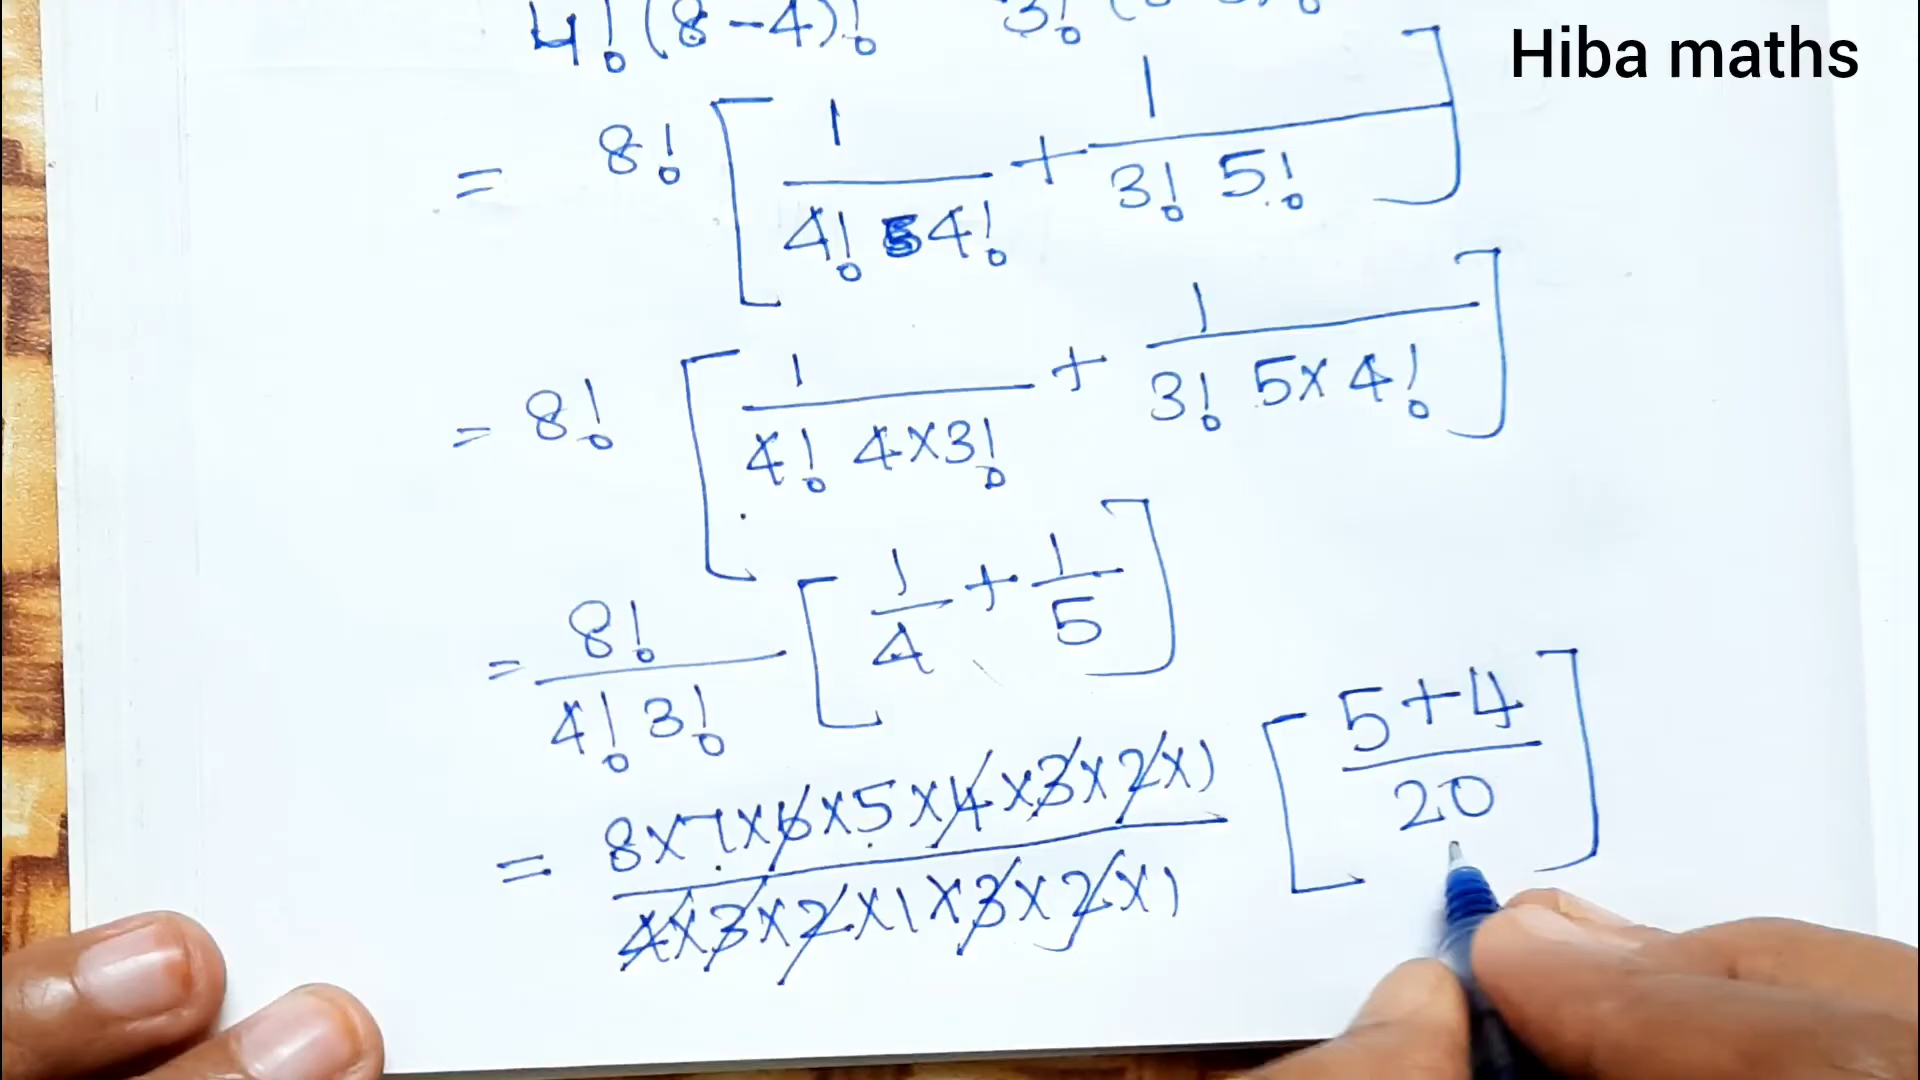 Hiba maths
4!(8-4)! 3!
= 8! [ 1/(4! 4!) + 1/(3! 5!) ]
= 8! [ 1/(4! 4×3!) + 1/(3! 5×4!) ]
= 8!/(4! 3!) [ 1/4 + 1/5 ]
= (8×7×6×5×4×3×2×1)/(4×3×2×1×3×2×1) [ (5+4)/20 ]